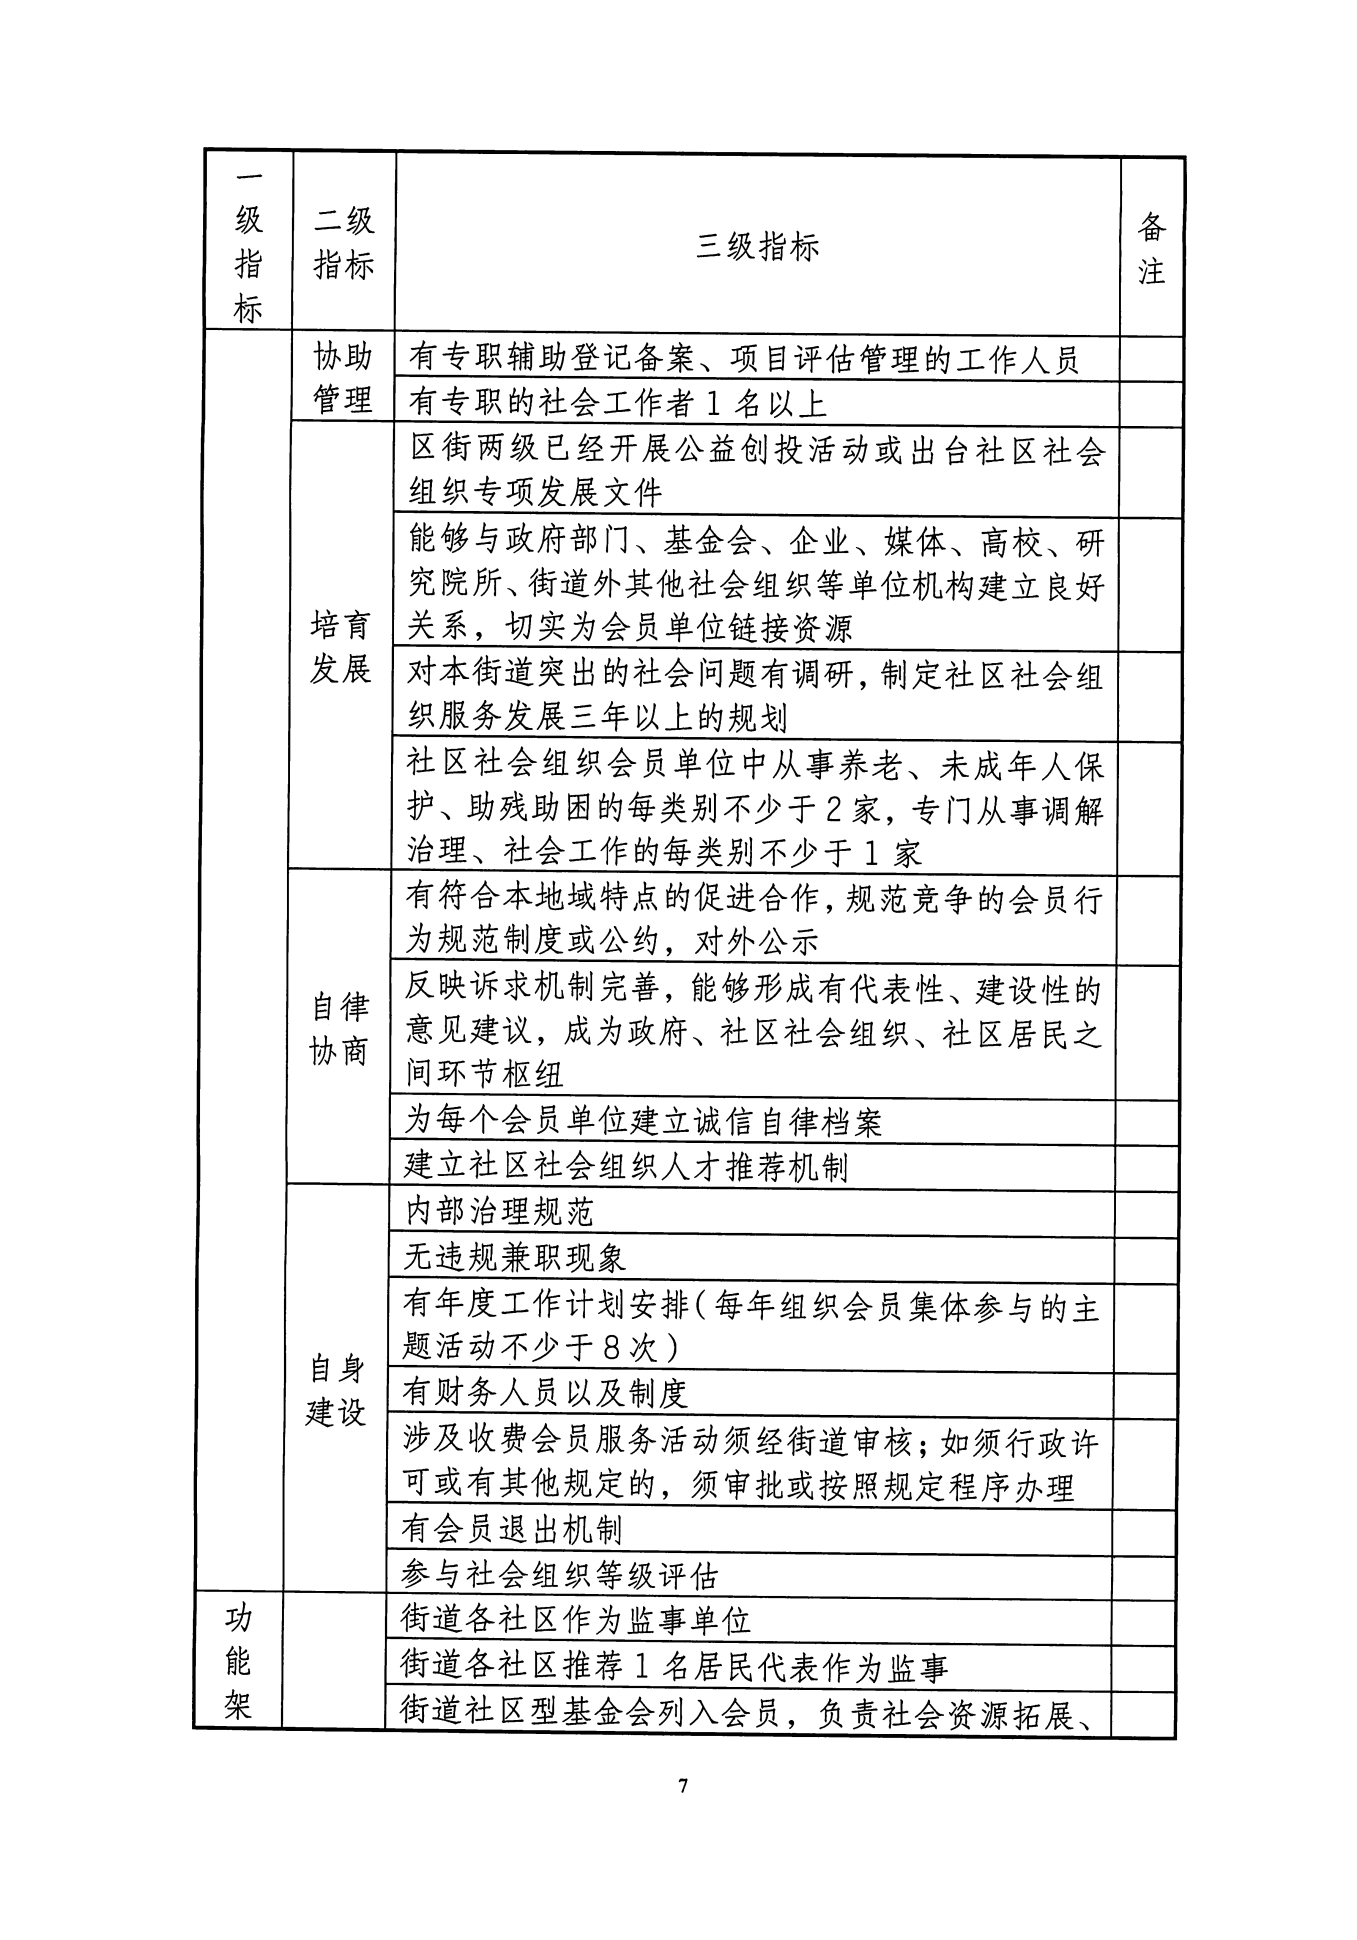 一
级
指
标
二级
指标
三级指标
备
注
协助
管理
有专职辅助登记备案、项目评估管理的工作人员
有专职的社会工作者1名以上
培育
发展
区街两级已经开展公益创投活动或出台社区社会
组织专项发展文件
能够与政府部门、基金会、企业、媒体、高校、研
究院所、街道外其他社会组织等单位机构建立良好
关系，切实为会员单位链接资源
对本街道突出的社会问题有调研，制定社区社会组
织服务发展三年以上的规划
社区社会组织会员单位中从事养老、未成年人保
护、助残助困的每类别不少于2家，专门从事调解
治理、社会工作的每类别不少于1家
自律
协商
有符合本地域特点的促进合作，规范竞争的会员行
为规范制度或公约，对外公示
反映诉求机制完善，能够形成有代表性、建设性的
意见建议，成为政府、社区社会组织、社区居民之
间环节枢纽
为每个会员单位建立诚信自律档案
建立社区社会组织人才推荐机制
自身
建设
内部治理规范
无违规兼职现象
有年度工作计划安排（每年组织会员集体参与的主
题活动不少于8次）
有财务人员以及制度
涉及收费会员服务活动须经街道审核；如须行政许
可或有其他规定的，须审批或按照规定程序办理
有会员退出机制
参与社会组织等级评估
功
能
架
街道各社区作为监事单位
街道各社区推荐1名居民代表作为监事
街道社区型基金会列入会员，负责社会资源拓展、
7